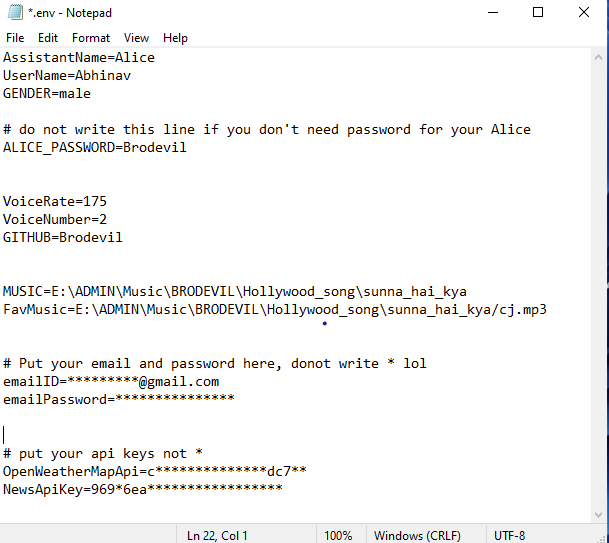 *.env - Notepad
File Edit Format View Help
AssistantName=Alice
UserName=Abhinav
GENDER=male
# do not write this line if you don't need password for your Alice
ALICE_PASSWORD=Brodevil
VoiceRate=175
VoiceNumber=2
GITHUB=Brodevil
MUSIC=E:\ADMIN\Music\BRODEVIL\Hollywood_song\sunna_hai_kya
FavMusic=E:\ADMIN\Music\BRODEVIL\Hollywood_song\sunna_hai_kya/cj.mp3
# Put your email and password here, donot write * lol
emailID=*********@gmail.com
emailPassword=***************
# put your api keys not *
OpenWeatherMapApi=c**************dc7**
NewsApiKey=969*6ea*****************
Ln 22, Col 1 100% Windows (CRLF) UTF-8